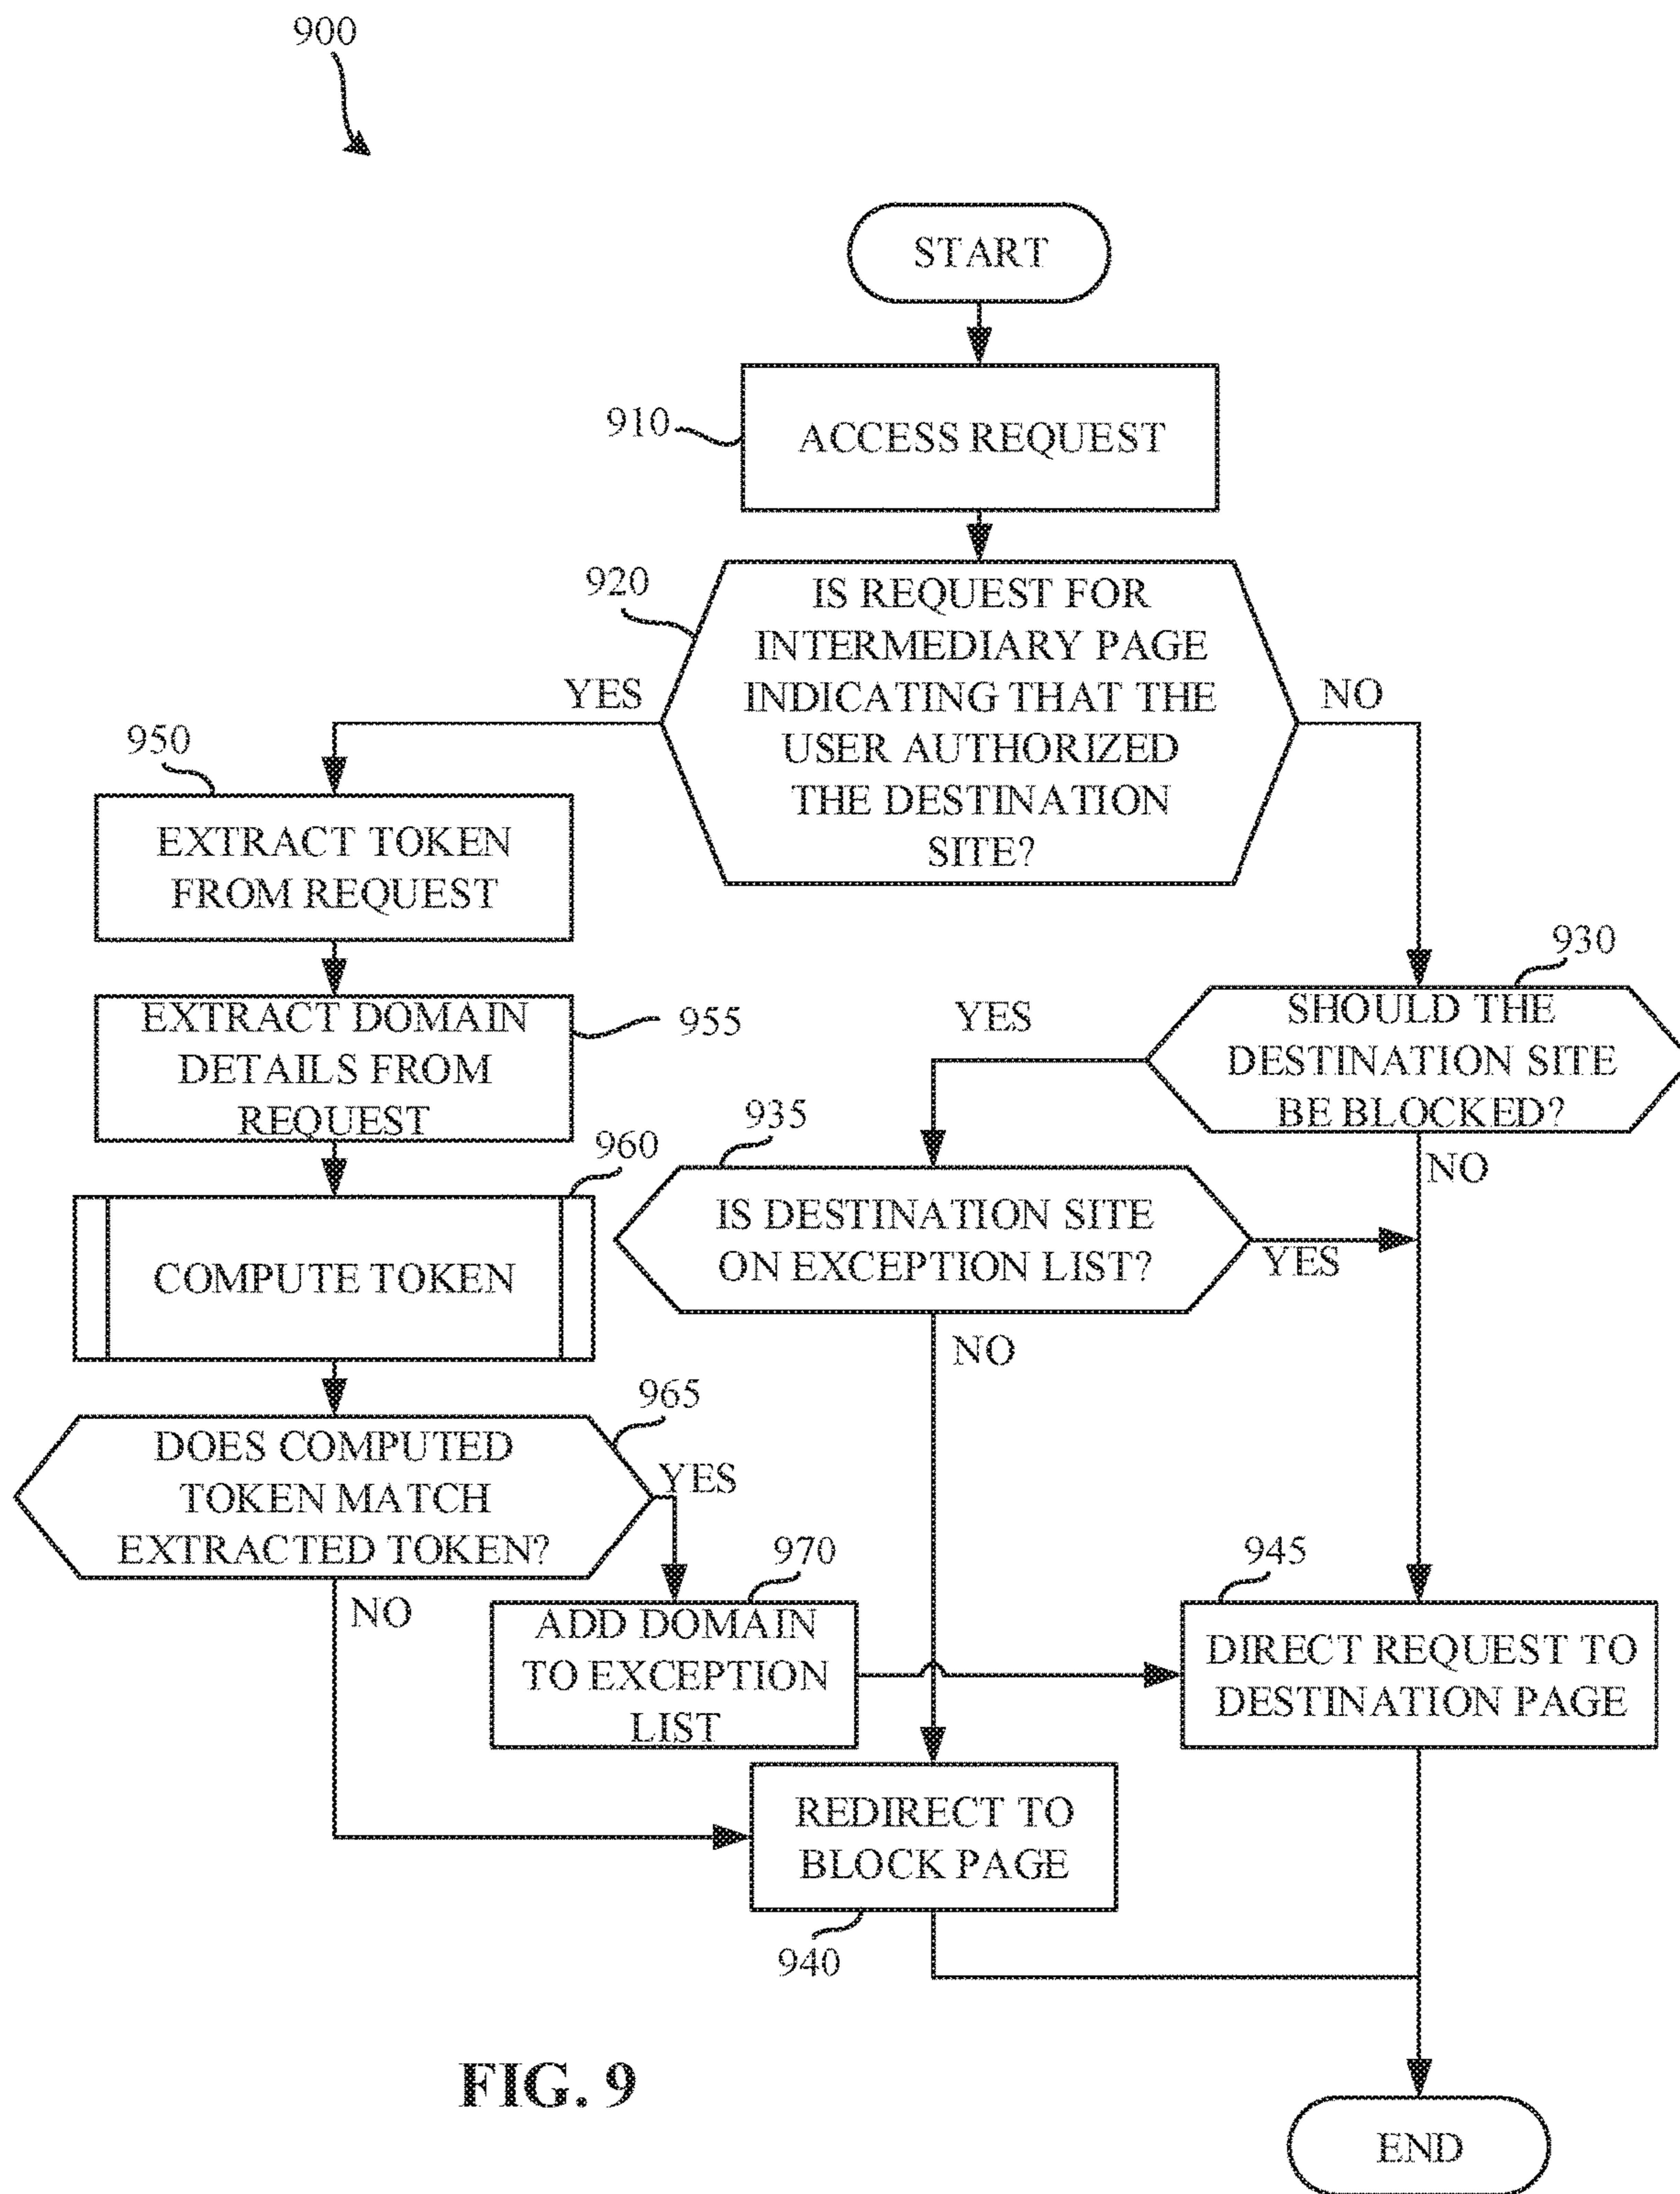 900
START
910
ACCESS REQUEST
920
IS REQUEST FOR
INTERMEDIARY PAGE
INDICATING THAT THE
USER AUTHORIZED
THE DESTINATION
SITE?
YES
NO
950
EXTRACT TOKEN
FROM REQUEST
930
SHOULD THE
DESTINATION SITE
BE BLOCKED?
YES
NO
955
EXTRACT DOMAIN
DETAILS FROM
REQUEST
935
IS DESTINATION SITE
ON EXCEPTION LIST?
YES
NO
960
COMPUTE TOKEN
965
DOES COMPUTED
TOKEN MATCH
EXTRACTED TOKEN?
YES
NO
970
ADD DOMAIN
TO EXCEPTION
LIST
945
DIRECT REQUEST TO
DESTINATION PAGE
REDIRECT TO
BLOCK PAGE
940
FIG. 9
END